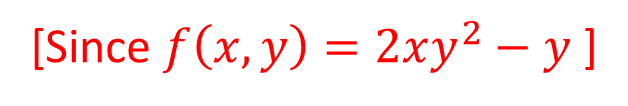 [Since f(x, y) = 2xy² − y ]